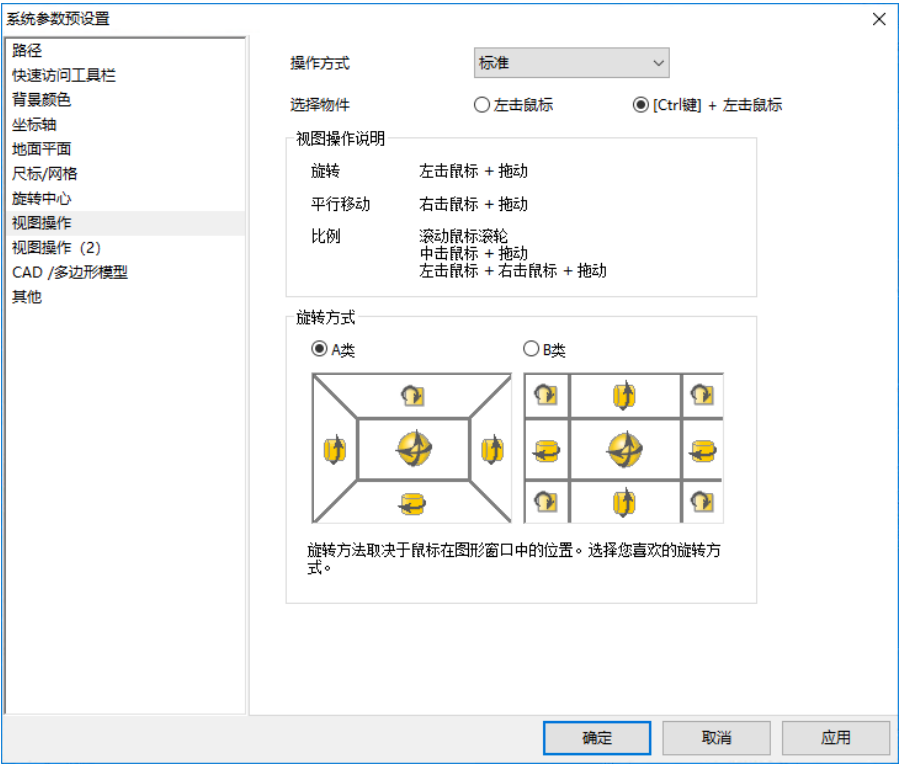 系统参数预设置
路径
快速访问工具栏
背景颜色
坐标轴
地面平面
尺标/网格
旋转中心
视图操作
视图操作（2）
CAD /多边形模型
其他
操作方式
标准
选择物件
左击鼠标
[Ctrl键] + 左击鼠标
视图操作说明
旋转
左击鼠标 + 拖动
平行移动
右击鼠标 + 拖动
比例
滚动鼠标滚轮
中击鼠标 + 拖动
左击鼠标 + 右击鼠标 + 拖动
旋转方式
A类
B类
旋转方法取决于鼠标在图形窗口中的位置。选择您喜欢的旋转方
式。
确定
取消
应用